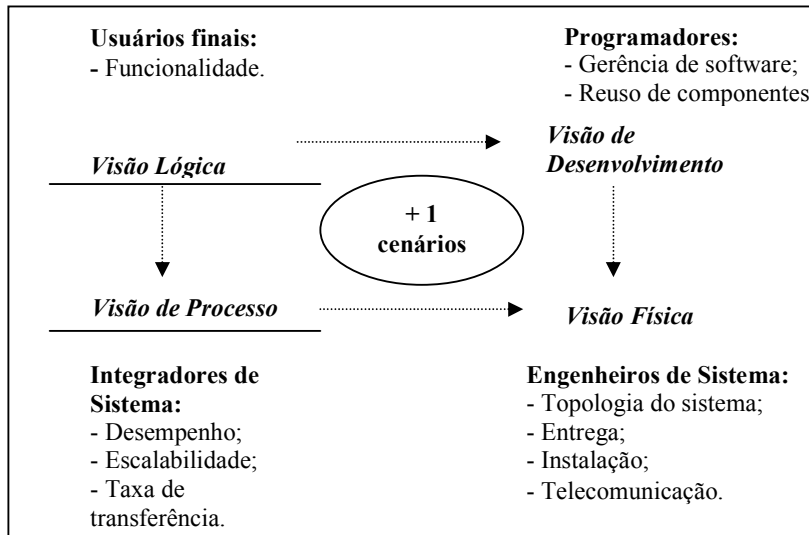 Usuários finais:
- Funcionalidade.
Programadores:
- Gerência de software;
- Reuso de componentes
Visão Lógica
Visão de
Desenvolvimento
+ 1
cenários
Visão de Processo
Visão Física
Integradores de
Sistema:
- Desempenho;
- Escalabilidade;
- Taxa de
transferência.
Engenheiros de Sistema:
- Topologia do sistema;
- Entrega;
- Instalação;
- Telecomunicação.